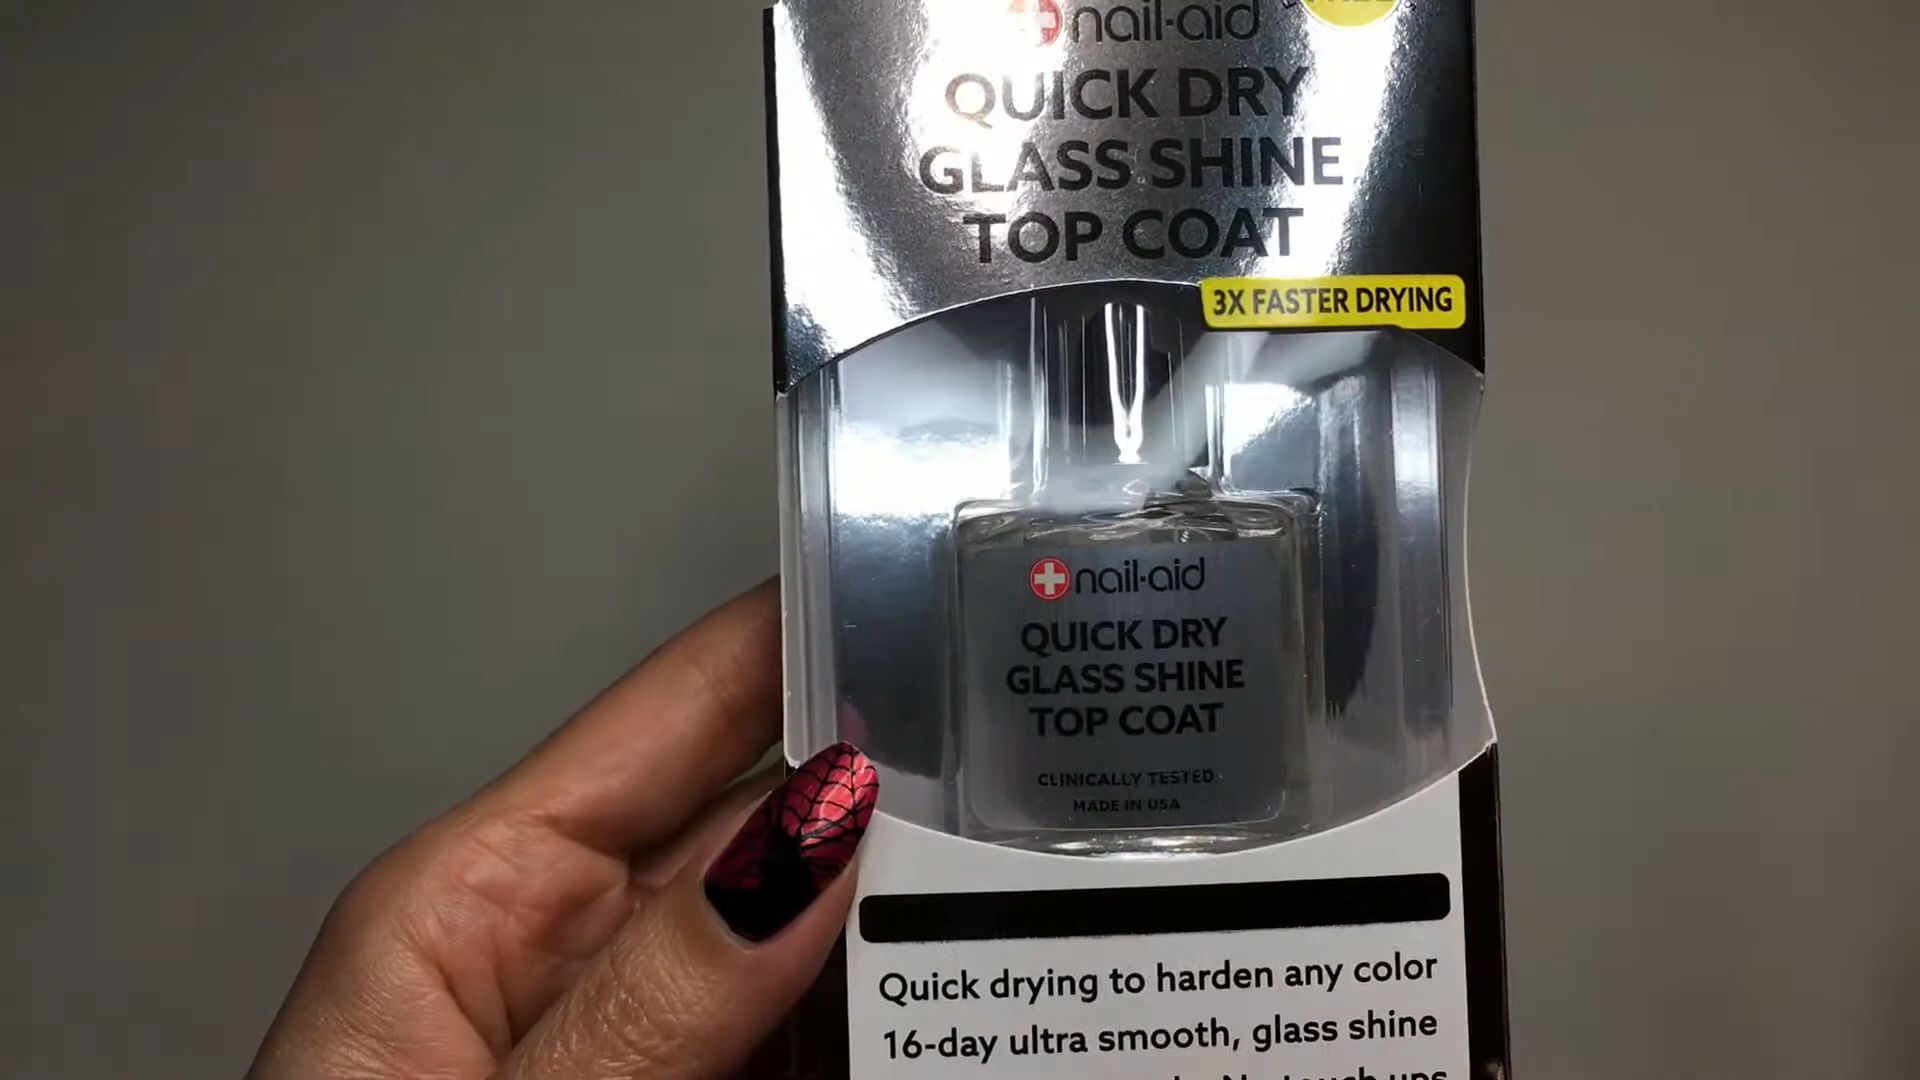 nail·aid
QUICK DRY
GLASS SHINE
TOP COAT
3X FASTER DRYING
nail·aid
QUICK DRY
GLASS SHINE
TOP COAT
CLINICALLY TESTED
MADE IN USA
Quick drying to harden any color
16-day ultra smooth, glass shine